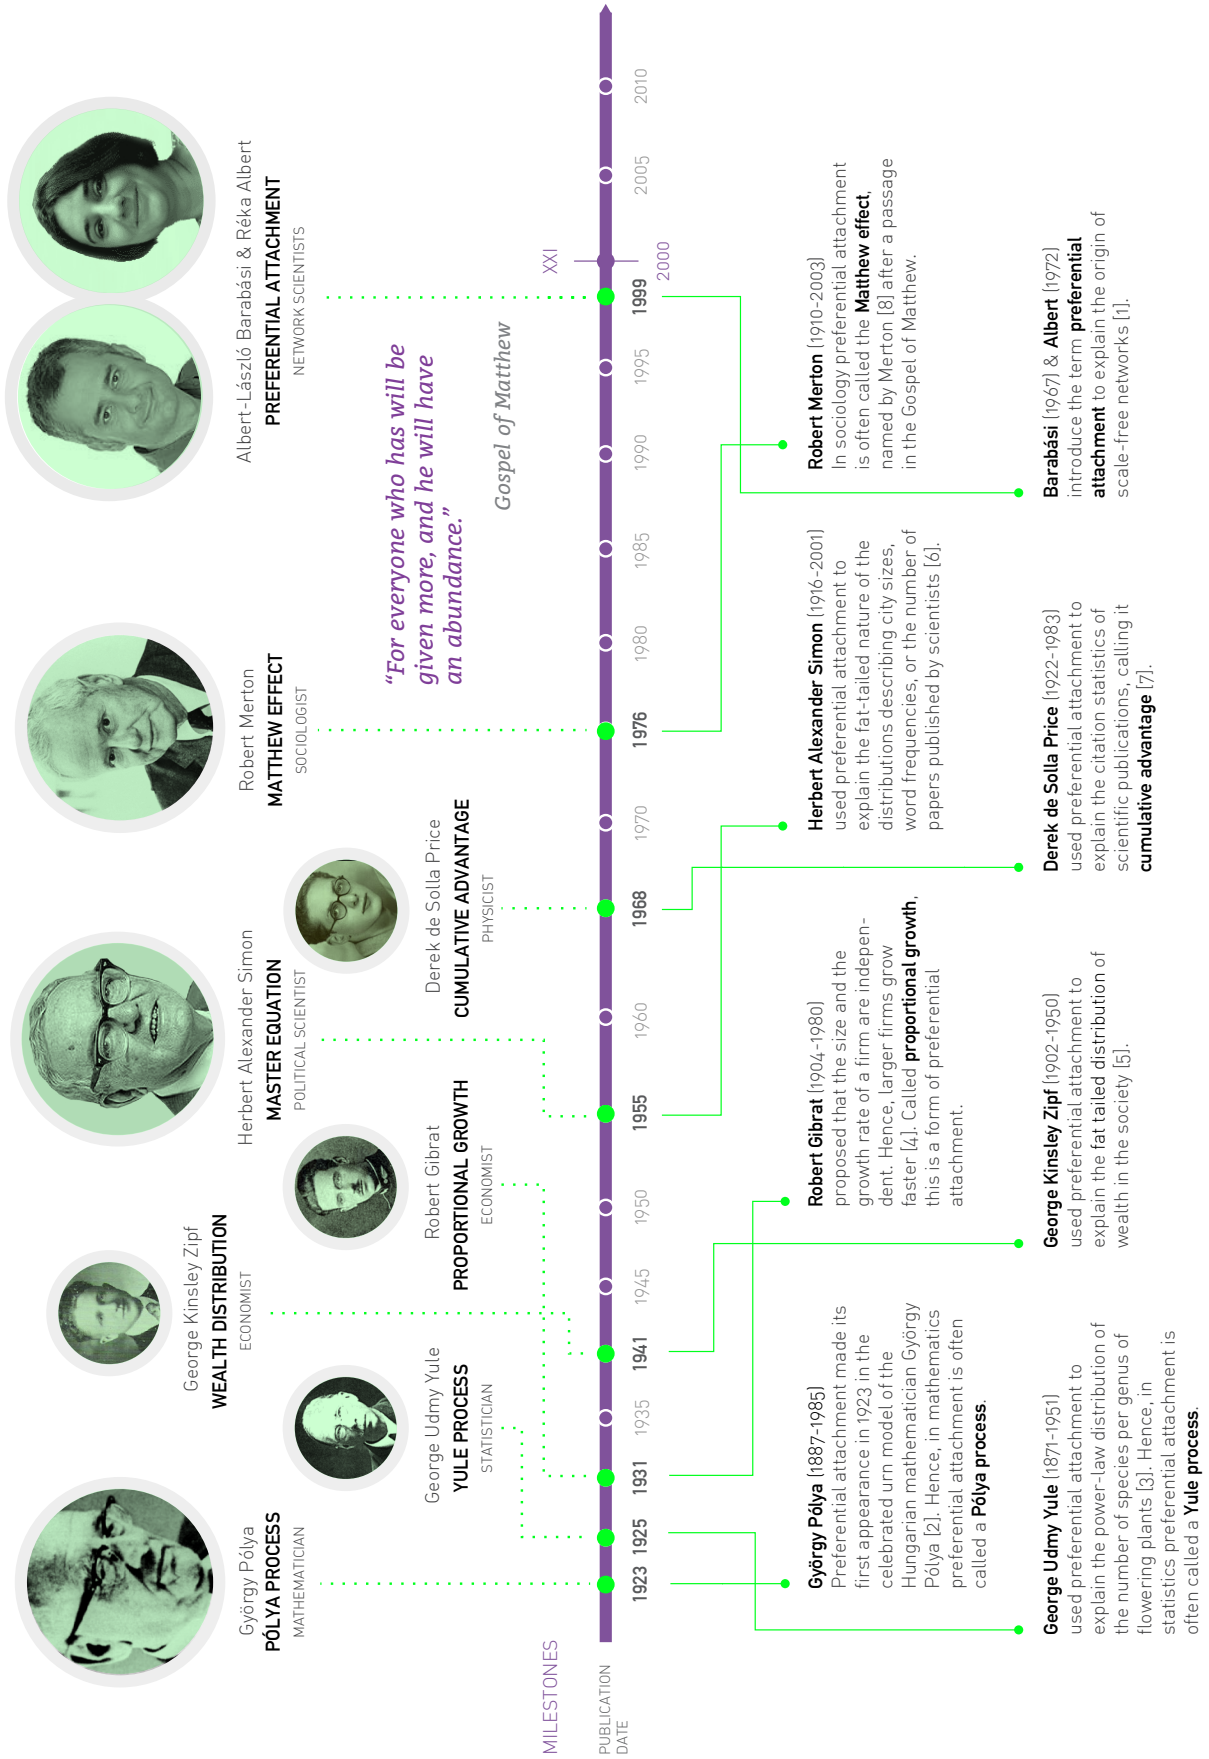 György Pólya
PÓLYA PROCESS
MATHEMATICIAN
George Udmy Yule
YULE PROCESS
STATISTICIAN
George Kinsley Zipf
WEALTH DISTRIBUTION
ECONOMIST
Robert Gibrat
PROPORTIONAL GROWTH
ECONOMIST
Herbert Alexander Simon
MASTER EQUATION
POLITICAL SCIENTIST
Derek de Solla Price
CUMULATIVE ADVANTAGE
PHYSICIST
Robert Merton
MATTHEW EFFECT
SOCIOLOGIST
Albert-László Barabási & Réka Albert
PREFERENTIAL ATTACHMENT
NETWORK SCIENTISTS
“For everyone who has will be
given more, and he will have
an abundance.”
Gospel of Matthew
MILESTONES
XXI
PUBLICATION
DATE
1923
1925
1931
1935
1941
1945
1950
1955
1960
1968
1970
1976
1980
1985
1990
1995
1999
2000
2005
2010
György Pólya (1887-1985)
Preferential attachment made its
first appearance in 1923 in the
celebrated urn model of the
Hungarian mathematician György
Pólya [2]. Hence, in mathematics
preferential attachment is often
called a Pólya process.
George Udmy Yule (1871-1951)
used preferential attachment to
explain the power-law distribution of
the number of species per genus of
flowering plants [3]. Hence, in
statistics preferential attachment is
often called a Yule process.
Robert Gibrat (1904-1980)
proposed that the size and the
growth rate of a firm are indepen-
dent. Hence, larger firms grow
faster [4]. Called proportional growth,
this is a form of preferential
attachment.
George Kinsley Zipf (1902-1950)
used preferential attachment to
explain the fat tailed distribution of
wealth in the society [5].
Herbert Alexander Simon (1916-2001)
used preferential attachment to
explain the fat-tailed nature of the
distributions describing city sizes,
word frequencies, or the number of
papers published by scientists [6].
Derek de Solla Price (1922-1983)
used preferential attachment to
explain the citation statistics of
scientific publications, calling it
cumulative advantage [7].
Robert Merton (1910-2003)
In sociology preferential attachment
is often called the Matthew effect,
named by Merton [8] after a passage
in the Gospel of Matthew.
Barabási (1967) & Albert (1972)
introduce the term preferential
attachment to explain the origin of
scale-free networks [1].